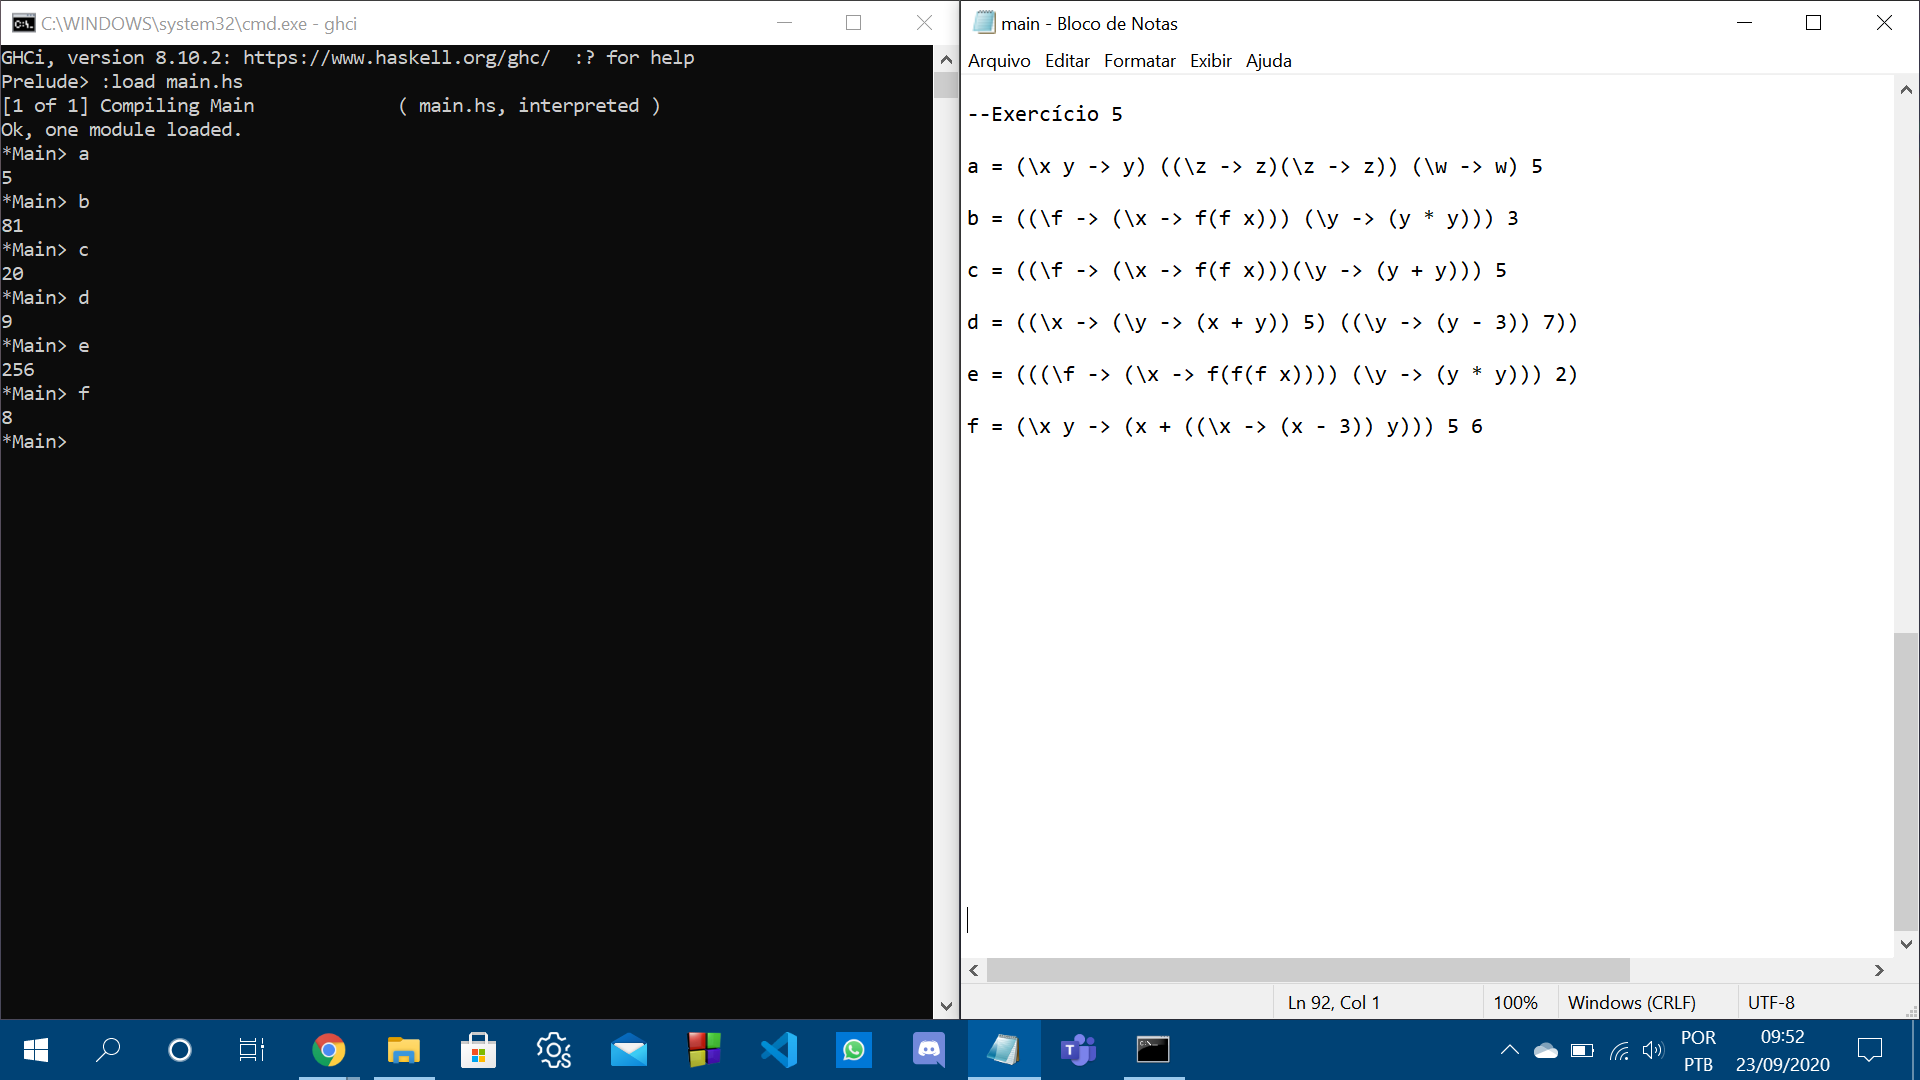 C:\WINDOWS\system32\cmd.exe - ghci
GHCi, version 8.10.2: https://www.haskell.org/ghc/  :? for help
Prelude> :load main.hs
[1 of 1] Compiling Main             ( main.hs, interpreted )
Ok, one module loaded.
*Main> a
5
*Main> b
81
*Main> c
20
*Main> d
9
*Main> e
256
*Main> f
8
*Main>
main - Bloco de Notas
Arquivo Editar Formatar Exibir Ajuda
--Exercício 5
a = (\x y -> y) ((\z -> z)(\z -> z)) (\w -> w) 5
b = ((\f -> (\x -> f(f x))) (\y -> (y * y))) 3
c = ((\f -> (\x -> f(f x)))(\y -> (y + y))) 5
d = ((\x -> (\y -> (x + y)) 5) ((\y -> (y - 3)) 7))
e = (((\f -> (\x -> f(f(f x)))) (\y -> (y * y))) 2)
f = (\x y -> (x + ((\x -> (x - 3)) y))) 5 6
Ln 92, Col 1 100% Windows (CRLF) UTF-8
POR 09:52
PTB 23/09/2020